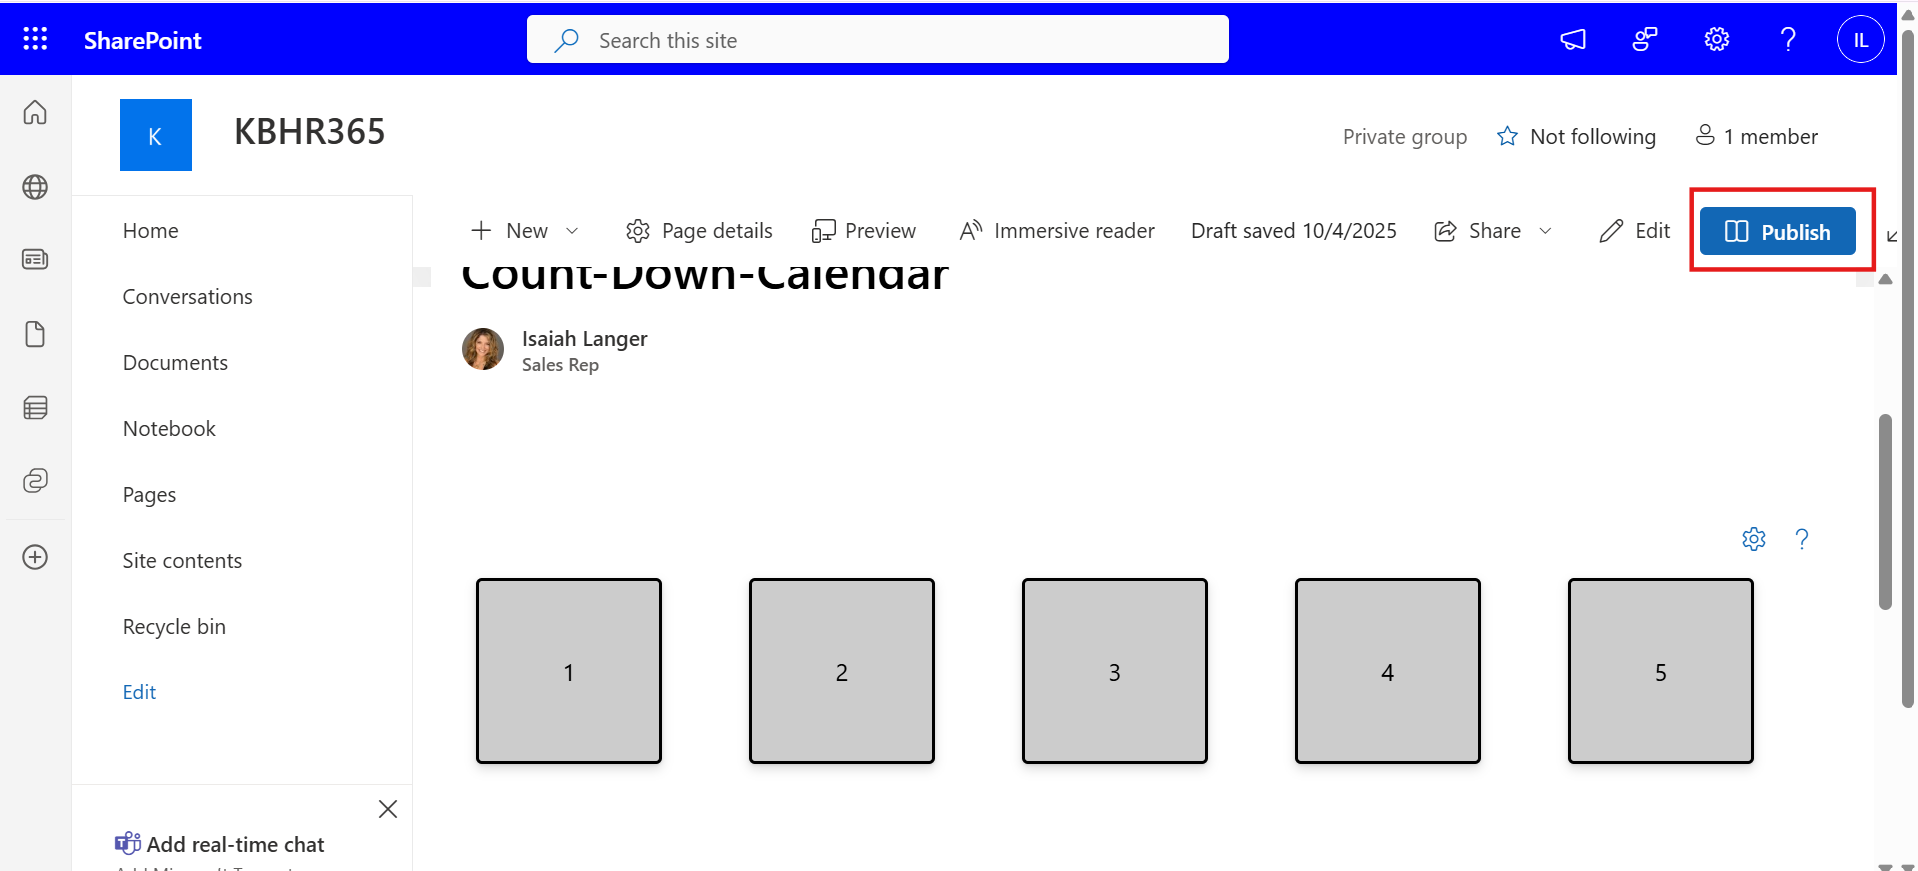 SharePoint
Search this site
IL
K
KBHR365
Private group
Not following
1 member
Home
Conversations
Documents
Notebook
Pages
Site contents
Recycle bin
Edit
New
Page details
Preview
Immersive reader
Draft saved 10/4/2025
Share
Edit
Publish
Count-Down-Calendar
Isaiah Langer
Sales Rep
1
2
3
4
5
Add real-time chat